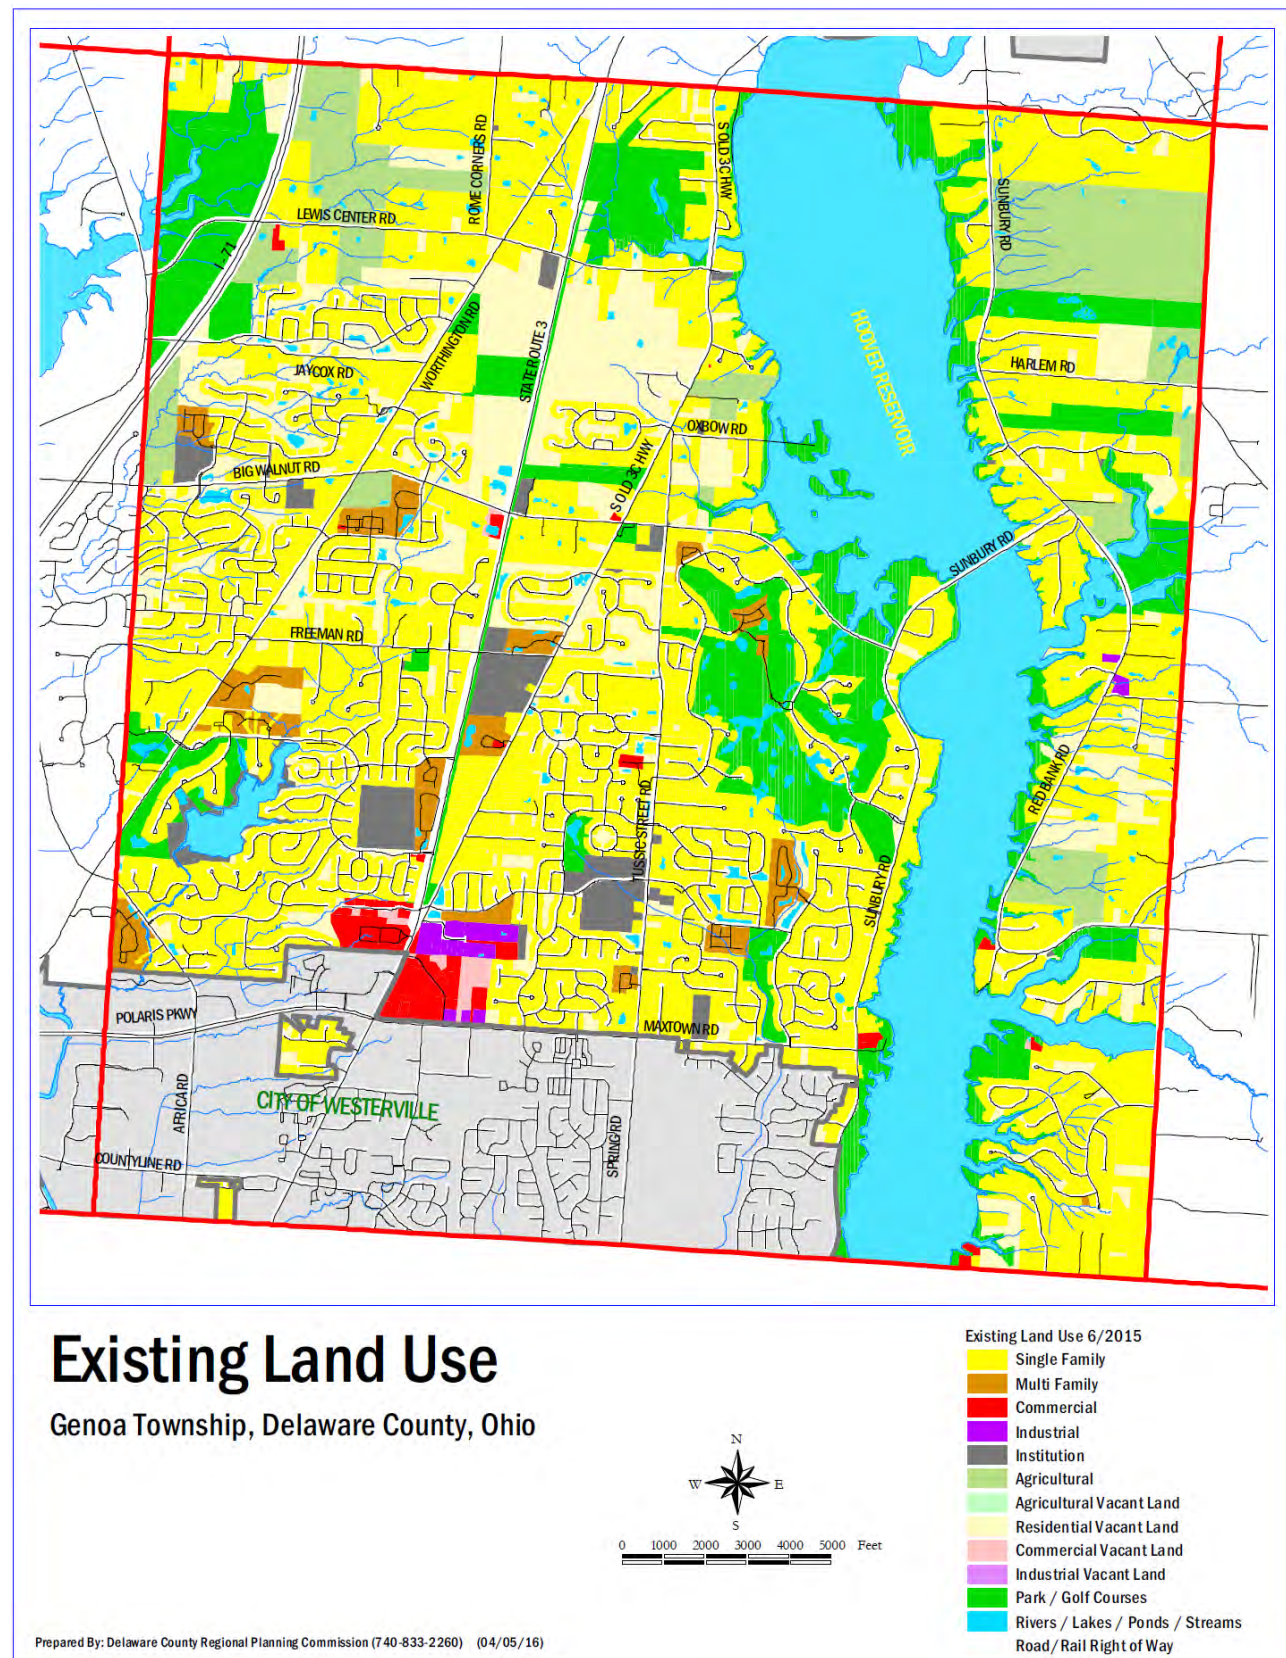 ROME CORNERS RD
S OLD 3C HWY
SUNBURY RD
LEWIS CENTER RD
I-71
WORTHINGTON RD
STATE ROUTE 3
HOOVER RESERVOIR
JAYCOX RD
HARLEM RD
OXBOW RD
S OLD 3C HWY
BIG WALNUT RD
SUNBURY RD
FREEMAN RD
RED BANK RD
TUSSIC STREET RD
SUNBURY RD
POLARIS PKWY
MAXTOWN RD
AFRICA RD
CITY OF WESTERVILLE
SPRING RD
COUNTYLINE RD
Existing Land Use
Genoa Township, Delaware County, Ohio
N
W E
S
0 1000 2000 3000 4000 5000 Feet
Existing Land Use 6/2015
Single Family
Multi Family
Commercial
Industrial
Institution
Agricultural
Agricultural Vacant Land
Residential Vacant Land
Commercial Vacant Land
Industrial Vacant Land
Park / Golf Courses
Rivers / Lakes / Ponds / Streams
Road/Rail Right of Way
Prepared By: Delaware County Regional Planning Commission (740-833-2260) (04/05/16)